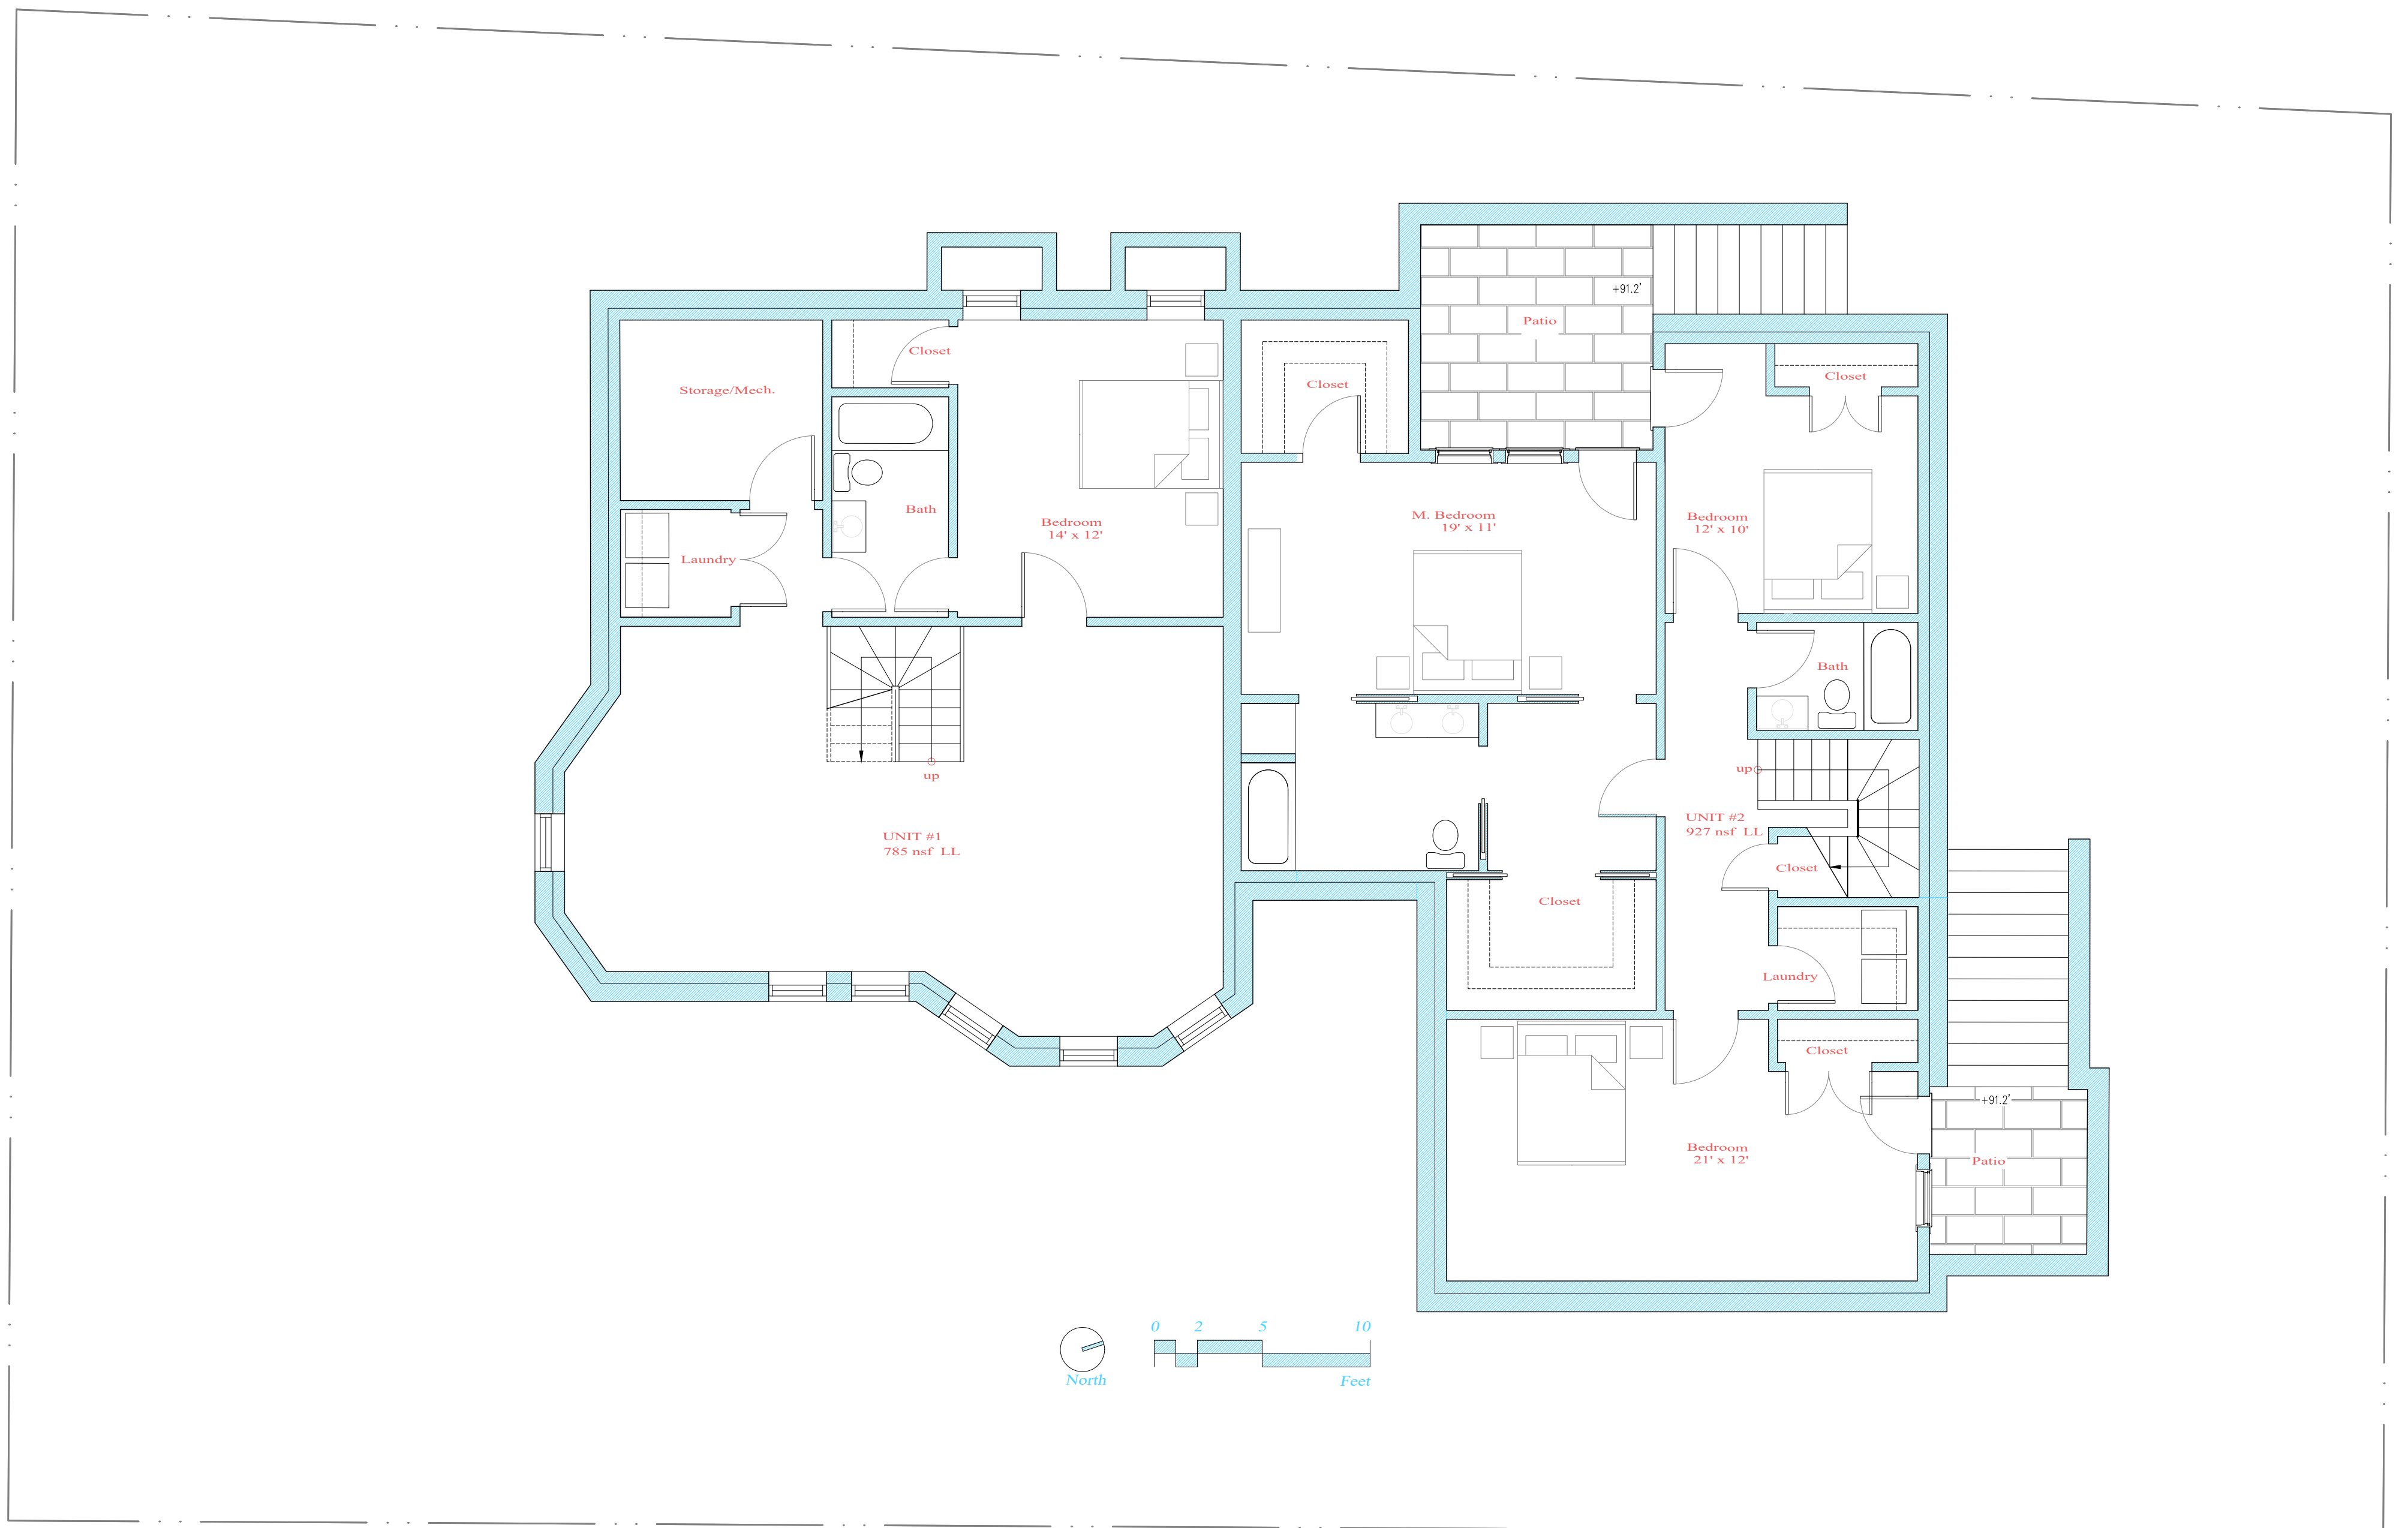 +91.2'
Patio
Closet
Closet
Closet
Storage/Mech.
Bath
Bedroom
14' x 12'
M. Bedroom
19' x 11'
Bedroom
12' x 10'
Laundry
Bath
up
up
UNIT #1
785 nsf LL
UNIT #2
927 nsf LL
Closet
Closet
Laundry
Closet
+91.2'
Bedroom
21' x 12'
Patio
0 2 5 10
North
Feet